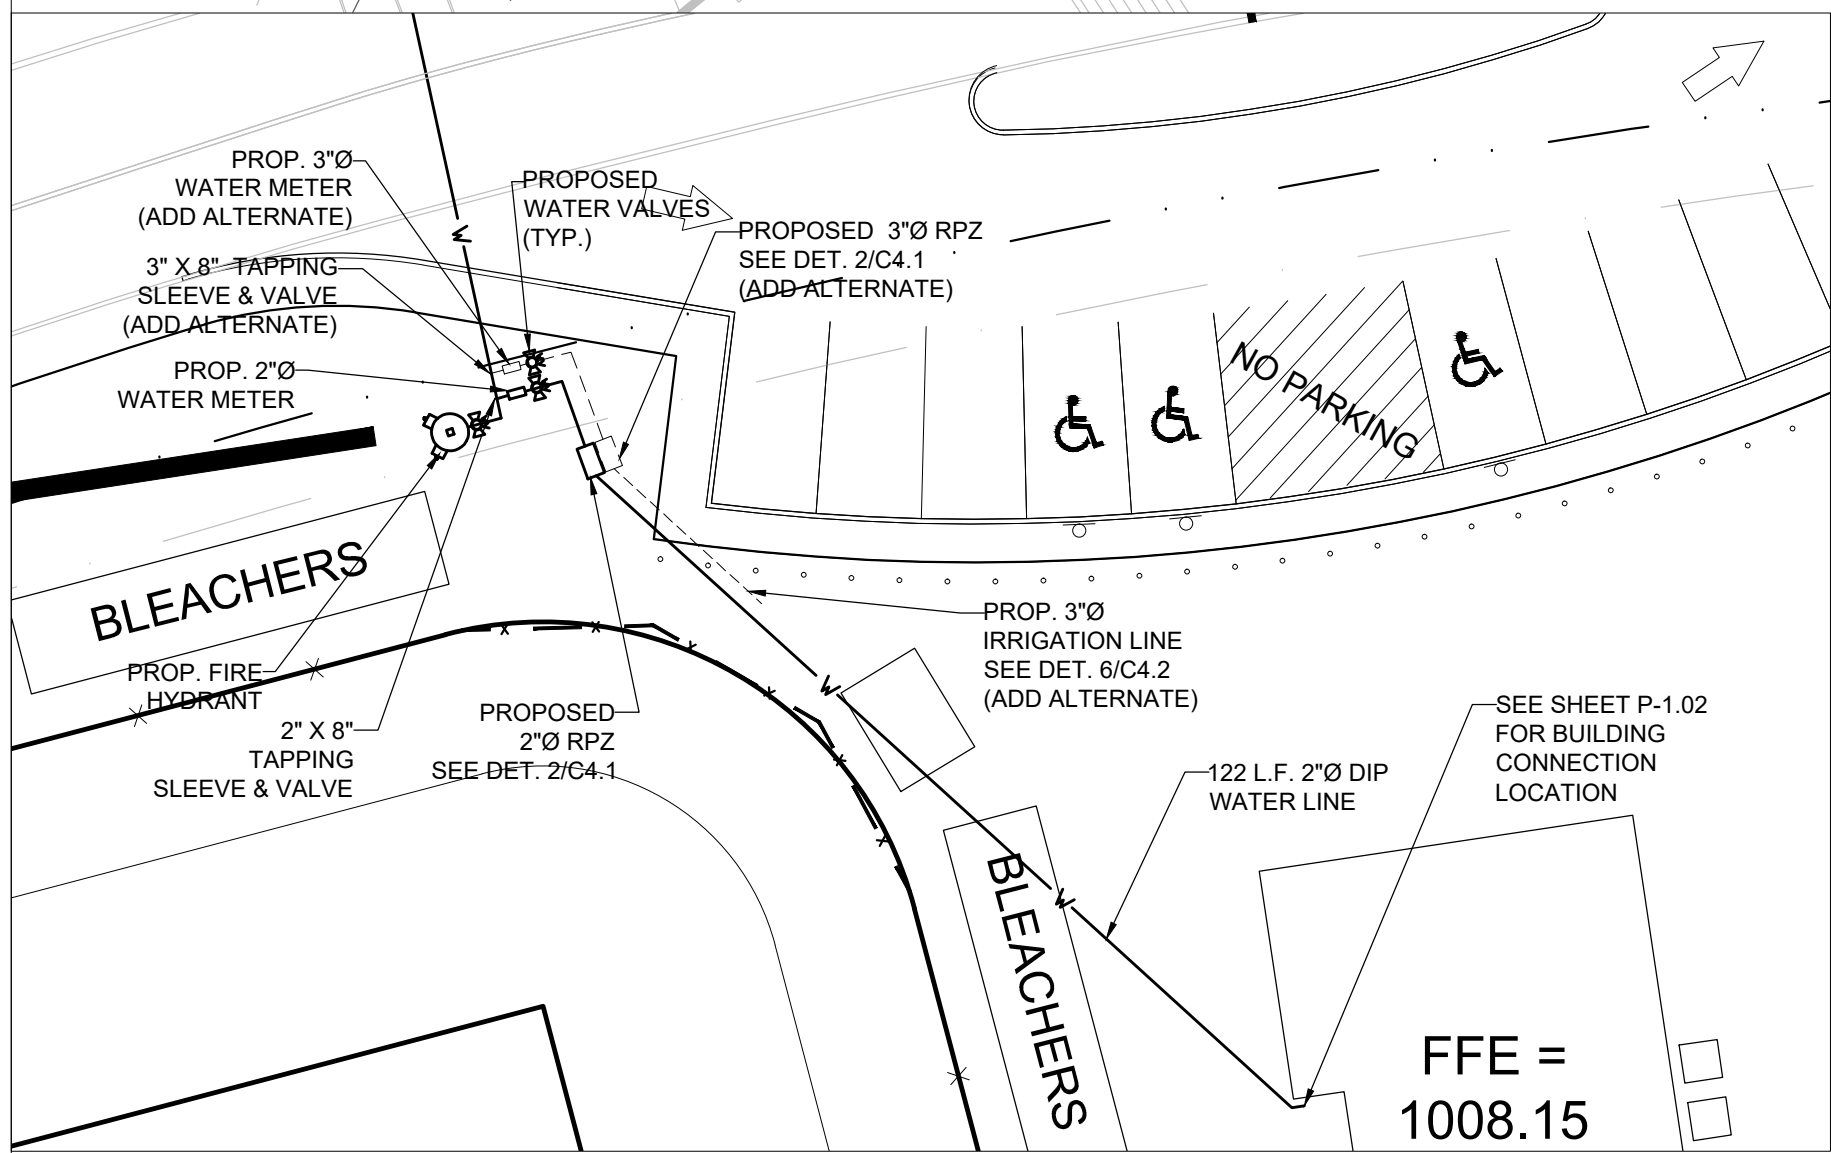 PROP. 3"Ø
WATER METER
(ADD ALTERNATE)
PROPOSED
WATER VALVES
(TYP.)
PROPOSED 3"Ø RPZ
SEE DET. 2/C4.1
(ADD ALTERNATE)
3" X 8" TAPPING
SLEEVE & VALVE
(ADD ALTERNATE)
PROP. 2"Ø
WATER METER
W
NO PARKING
BLEACHERS
PROP. FIRE
HYDRANT
2" X 8"
TAPPING
SLEEVE & VALVE
PROPOSED
2"Ø RPZ
SEE DET. 2/C4.1
PROP. 3"Ø
IRRIGATION LINE
SEE DET. 6/C4.2
(ADD ALTERNATE)
W
SEE SHEET P-1.02
FOR BUILDING
CONNECTION
LOCATION
122 L.F. 2"Ø DIP
WATER LINE
W
BLEACHERS
FFE =
1008.15